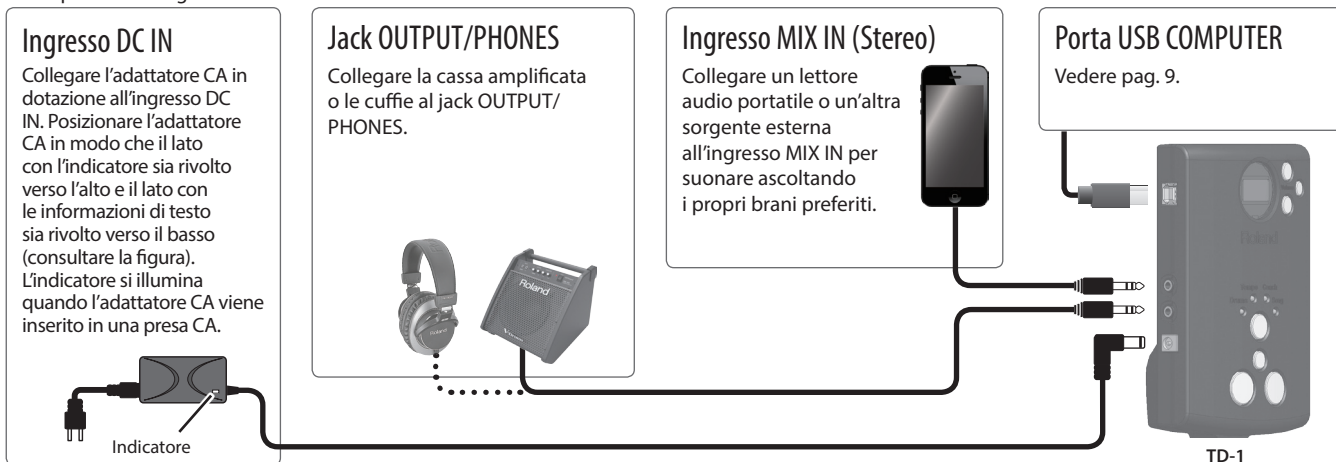 Ingresso DC IN
Collegare l'adattatore CA in
dotazione all'ingresso DC
IN. Posizionare l'adattatore
CA in modo che il lato
con l'indicatore sia rivolto
verso l'alto e il lato con
le informazioni di testo
sia rivolto verso il basso
(consultare la figura).
L'indicatore si illumina
quando l'adattatore CA viene
inserito in una presa CA.
Indicatore
Jack OUTPUT/PHONES
Collegare la cassa amplificata
o le cuffie al jack OUTPUT/
PHONES.
Roland
Roland
Ingresso MIX IN (Stereo)
Collegare un lettore
audio portatile o un'altra
sorgente esterna
all'ingresso MIX IN per
suonare ascoltando
i propri brani preferiti.
Porta USB COMPUTER
Vedere pag. 9.
Roland
TD-1